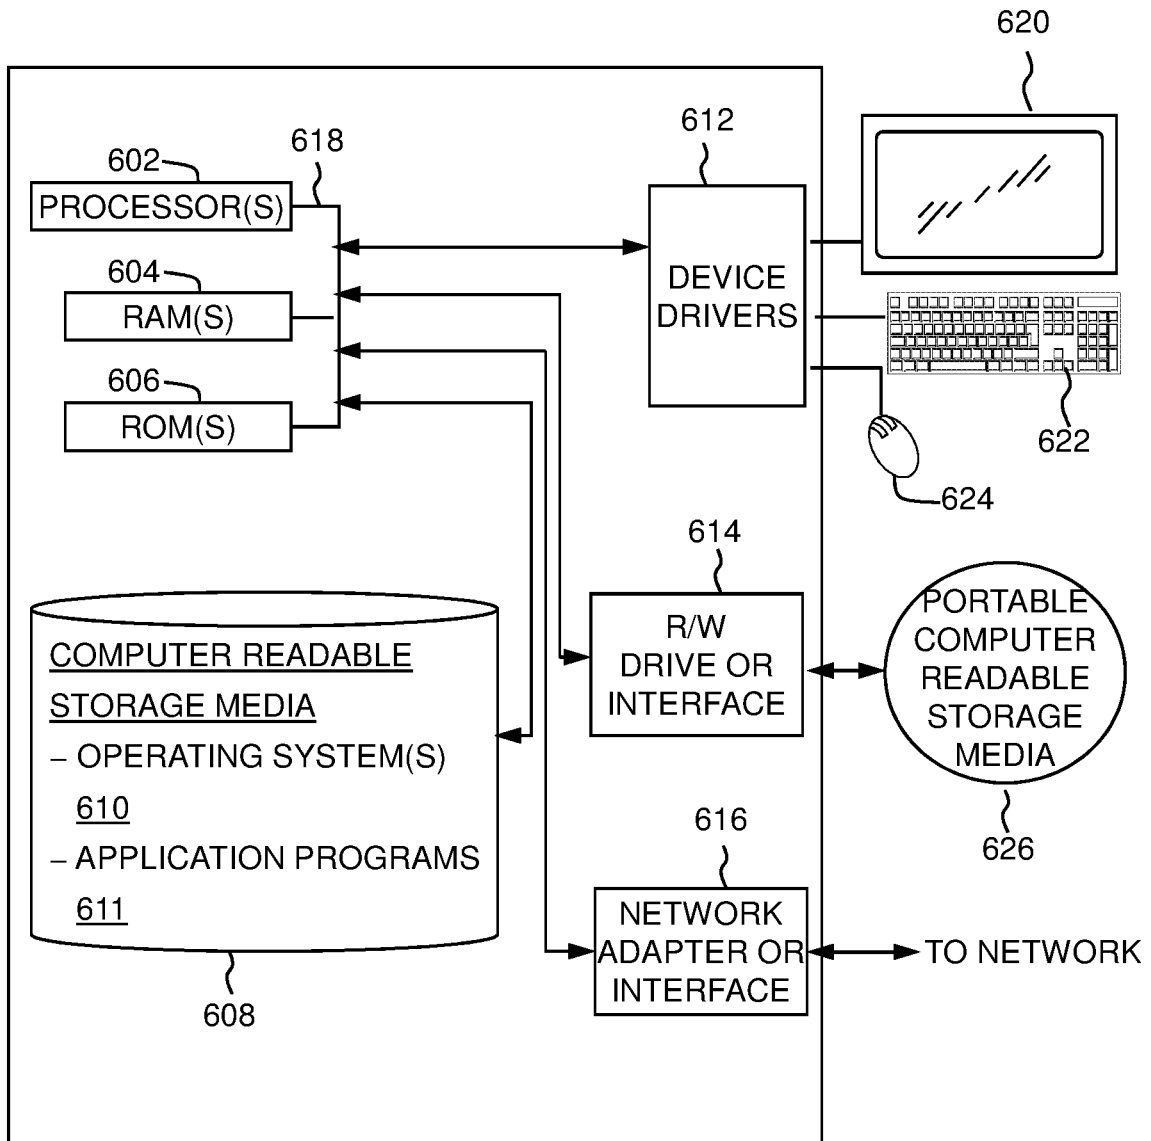 620
612
618
602
PROCESSOR(S)
604
RAM(S)
606
ROM(S)
DEVICE
DRIVERS
622
624
614
R/W
DRIVE OR
INTERFACE
PORTABLE
COMPUTER
READABLE
STORAGE
MEDIA
626
COMPUTER READABLE
STORAGE MEDIA
– OPERATING SYSTEM(S)
610
– APPLICATION PROGRAMS
611
608
616
NETWORK
ADAPTER OR
INTERFACE
TO NETWORK